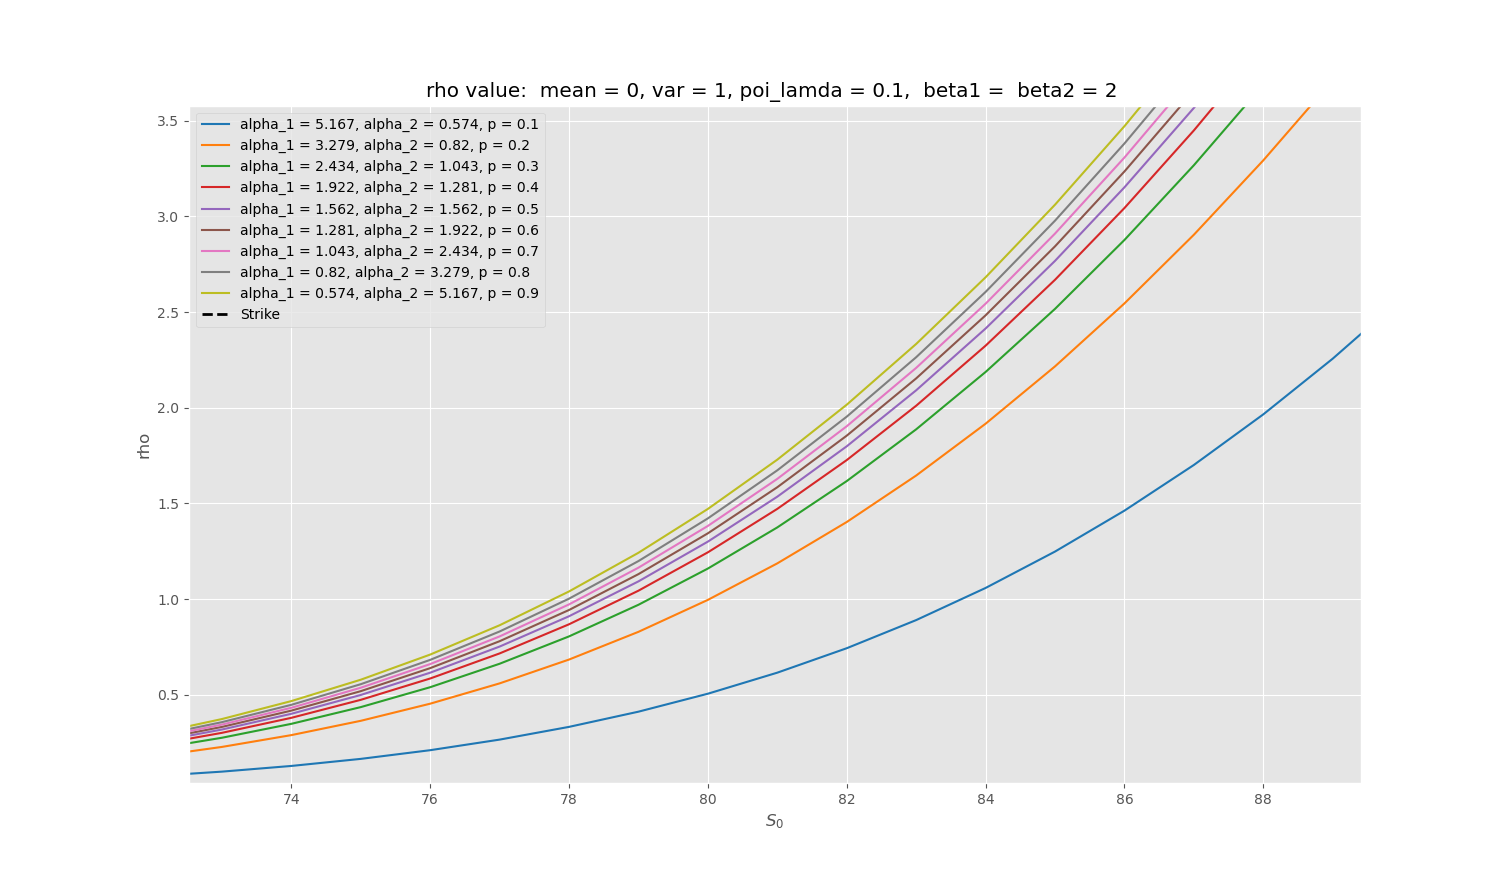 rho value:  mean = 0, var = 1, poi_lamda = 0.1,  beta1 =  beta2 = 2
alpha_1 = 5.167, alpha_2 = 0.574, p = 0.1
alpha_1 = 3.279, alpha_2 = 0.82, p = 0.2
alpha_1 = 2.434, alpha_2 = 1.043, p = 0.3
alpha_1 = 1.922, alpha_2 = 1.281, p = 0.4
alpha_1 = 1.562, alpha_2 = 1.562, p = 0.5
alpha_1 = 1.281, alpha_2 = 1.922, p = 0.6
alpha_1 = 1.043, alpha_2 = 2.434, p = 0.7
alpha_1 = 0.82, alpha_2 = 3.279, p = 0.8
alpha_1 = 0.574, alpha_2 = 5.167, p = 0.9
Strike
3.5
3.0
2.5
2.0
1.5
1.0
0.5
rho
74 76 78 80 82 84 86 88
S_0